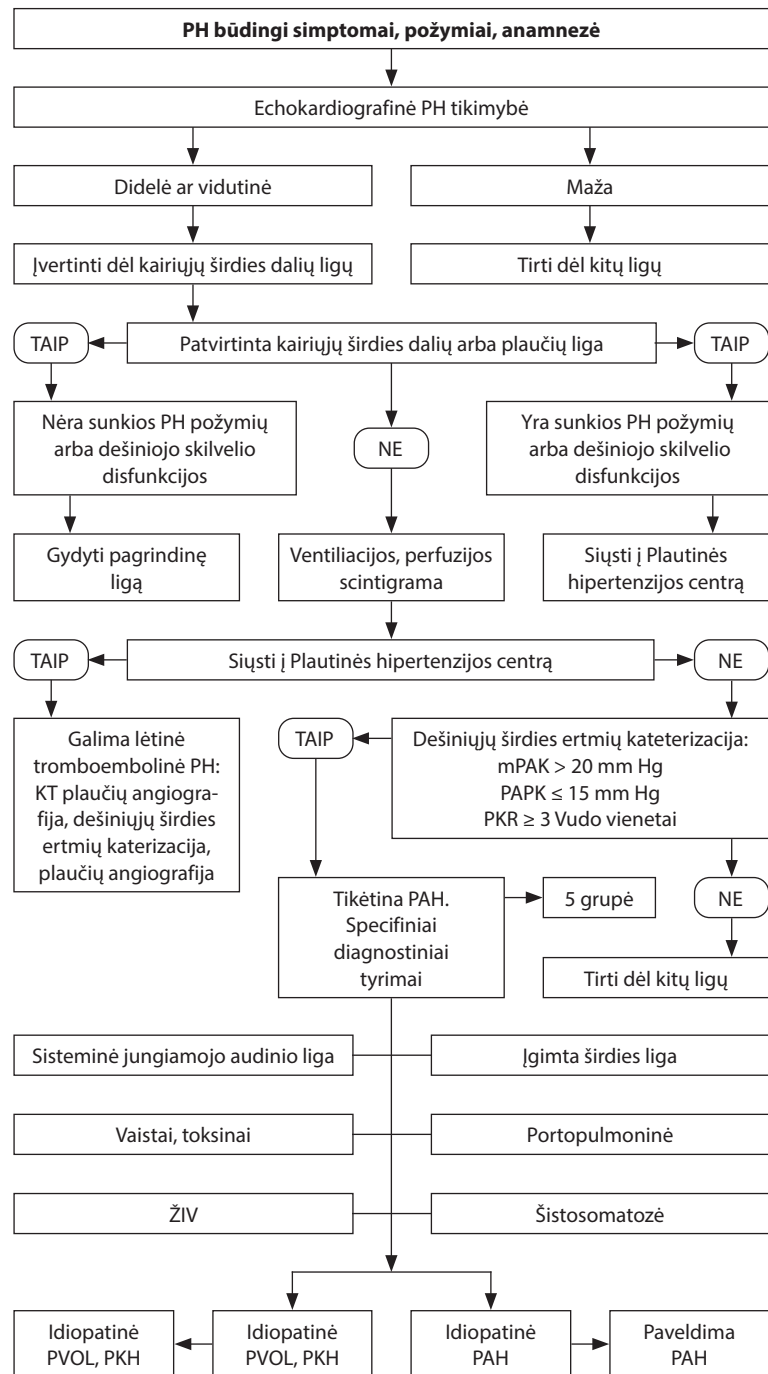 PH būdingi simptomai, požymiai, anamnezė
Echokardiografinė PH tikimybė
Didelė ar vidutinė
Maža
Įvertinti dėl kairiųjų širdies dalių ligų
Tirti dėl kitų ligų
TAIP
Patvirtinta kairiųjų širdies dalių arba plaučių liga
TAIP
Nėra sunkios PH požymių
arba dešiniojo skilvelio
disfunkcijos
NE
Yra sunkios PH požymių
arba dešiniojo skilvelio
disfunkcijos
Gydyti pagrindinę
ligą
Ventiliacijos, perfuzijos
scintigrama
Siųsti į Plautinės
hipertenzijos centrą
TAIP
Siųsti į Plautinės hipertenzijos centrą
NE
Galima lėtinė
tromboembolinė PH:
KT plaučių angiogra-
fija, dešiniųjų širdies
ertmių katerizacija,
plaučių angiografija
TAIP
Dešiniųjų širdies ertmių kateterizacija:
mPAK > 20 mm Hg
PAPK ≤ 15 mm Hg
PKR ≥ 3 Vudo vienetai
Tikėtina PAH.
Specifiniai
diagnostiniai
tyrimai
5 grupė
NE
Tirti dėl kitų ligų
Sisteminė jungiamojo audinio liga
Įgimta širdies liga
Vaistai, toksinai
Portopulmoninė
ŽIV
Šistosomatozė
Idiopatinė
PVOL, PKH
Idiopatinė
PVOL, PKH
Idiopatinė
PAH
Paveldima
PAH